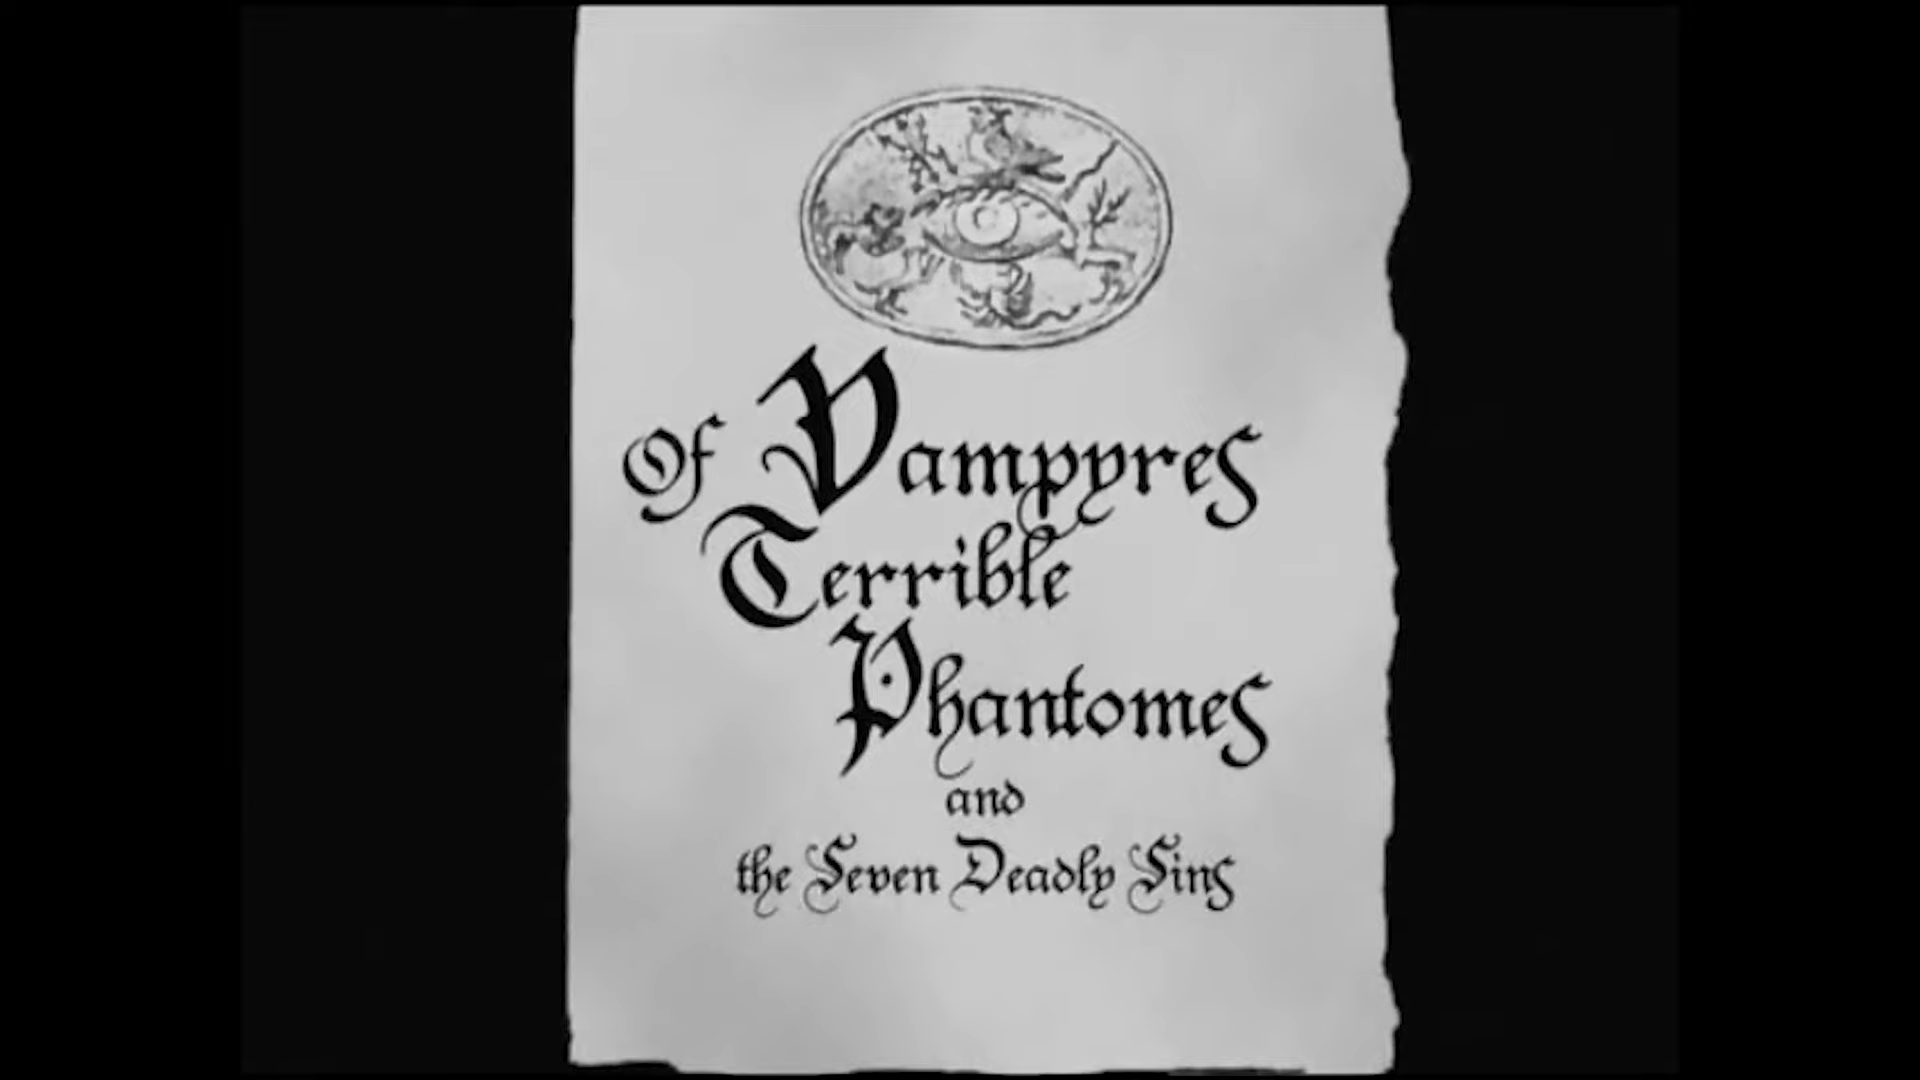 Of Vampyres
Terrible
Phantomes
and
the Seven Deadly Sins